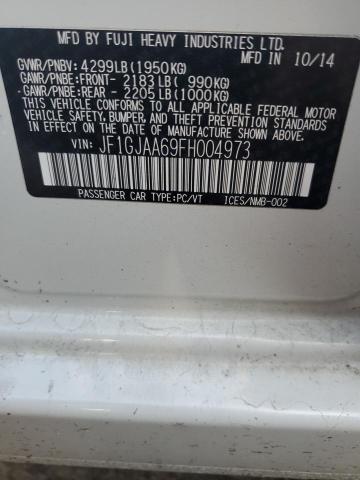 MFD BY FUJI HEAVY INDUSTRIES LTD.
GVWR/PNBV: 4299LB(1950KG) MFD IN 10/14
GAWR/PNBE:FRONT- 2183LB( 990KG)
GAWR/PNBE:REAR - 2205LB(1000KG)
THIS VEHICLE CONFORMS TO ALL APPLICABLE FEDERAL MOTOR
VEHICLE SAFETY, BUMPER, AND THEFT PREVENTION
STANDARDS IN EFFECT ON THE DATE OF MANUFACTURE
SHOWN ABOVE.
VIN: JF1GJAA69FH004973
PASSENGER CAR TYPE:PC/VT ICES/NMB-002